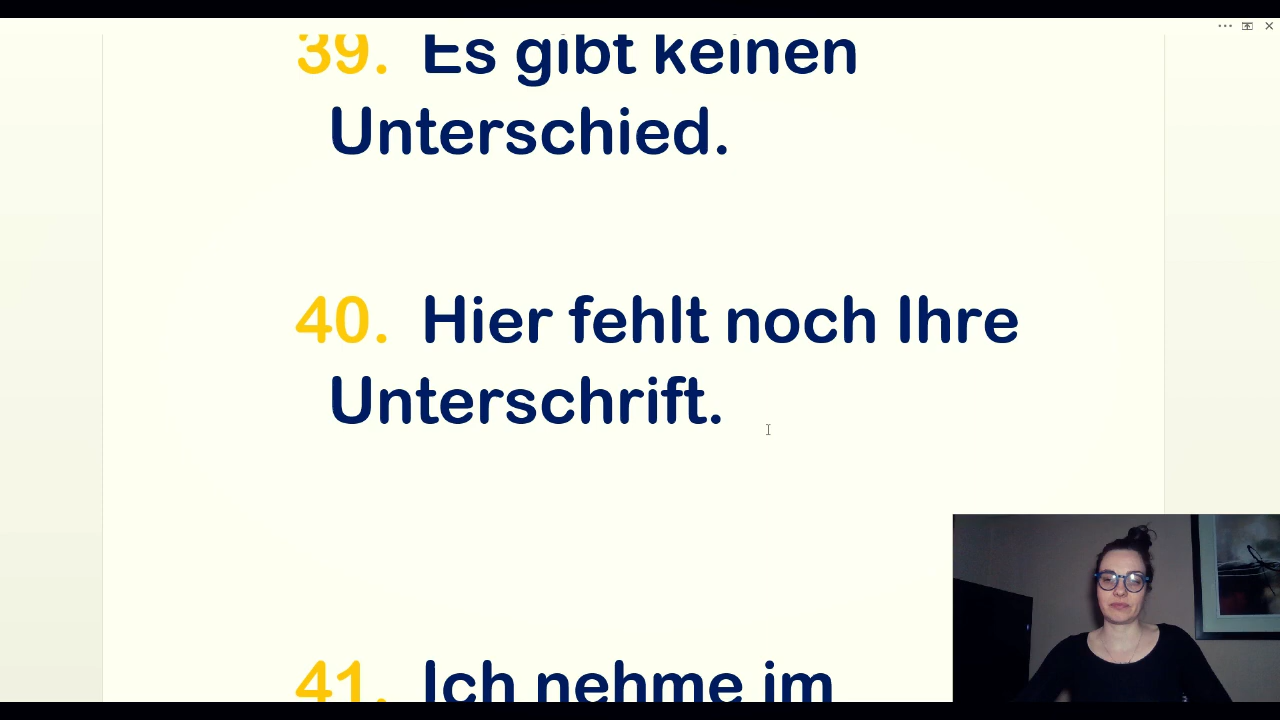 39. Es gibt keinen
Unterschied.
40. Hier fehlt noch Ihre
Unterschrift.
41. Ich nehme im